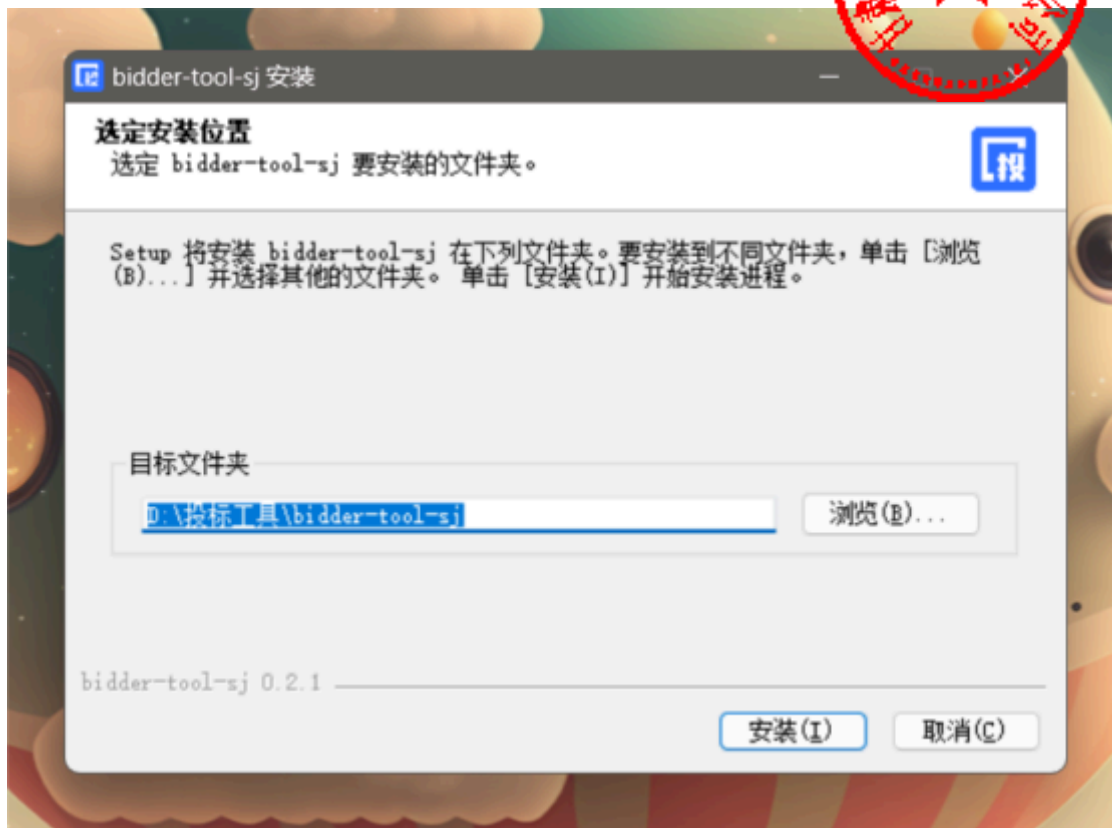 bidder-tool-sj 安装
选定安装位置
选定 bidder-tool-sj 要安装的文件夹。
投
Setup 将安装 bidder-tool-sj 在下列文件夹。要安装到不同文件夹，单击 [浏览
(B)...] 并选择其他的文件夹。 单击 [安装(I)] 开始安装进程。
目标文件夹
D:\投标工具\bidder-tool-sj
浏览(B)...
bidder-tool-sj 0.2.1
安装(I)
取消(C)